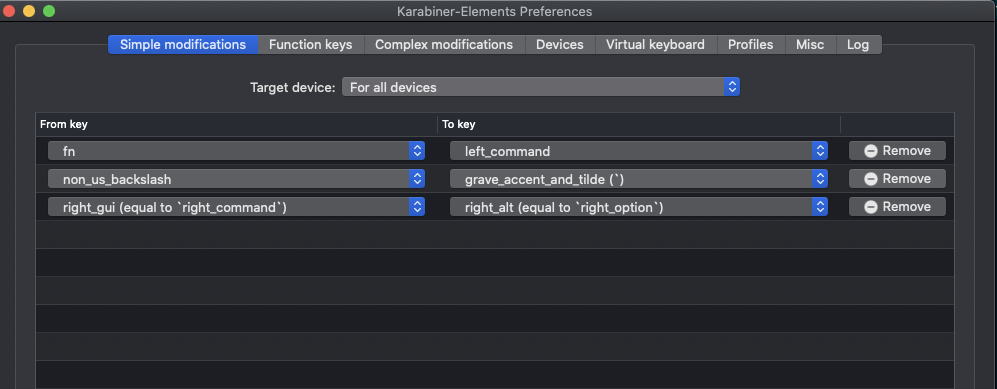 Karabiner-Elements Preferences
Simple modifications Function keys Complex modifications Devices Virtual keyboard Profiles Misc Log
Target device: For all devices
From key To key
fn left_command Remove
non_us_backslash grave_accent_and_tilde (`) Remove
right_gui (equal to `right_command`) right_alt (equal to `right_option`) Remove